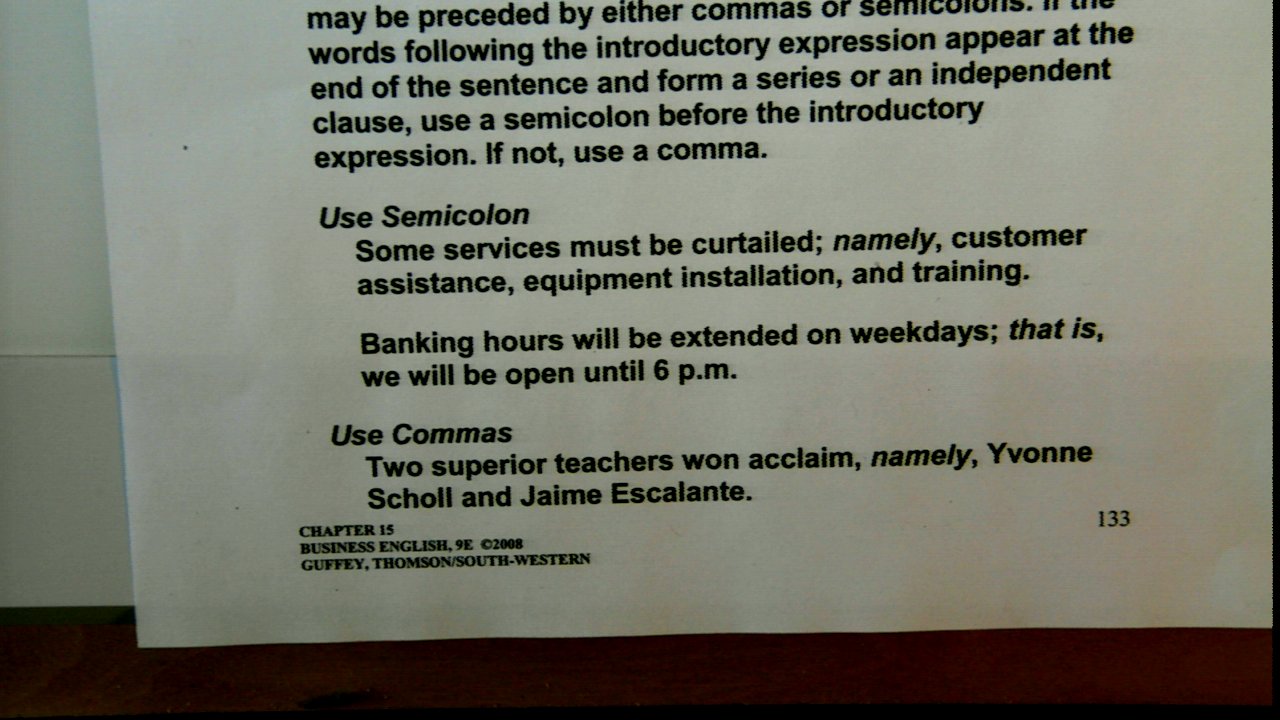 may be preceded by either commas or semicolons. If the
words following the introductory expression appear at the
end of the sentence and form a series or an independent
clause, use a semicolon before the introductory
expression. If not, use a comma.
Use Semicolon
Some services must be curtailed; namely, customer
assistance, equipment installation, and training.
Banking hours will be extended on weekdays; that is,
we will be open until 6 p.m.
Use Commas
Two superior teachers won acclaim, namely, Yvonne
Scholl and Jaime Escalante.
CHAPTER 15
BUSINESS ENGLISH, 9E ©2008
GUFFEY, THOMSON/SOUTH-WESTERN
133